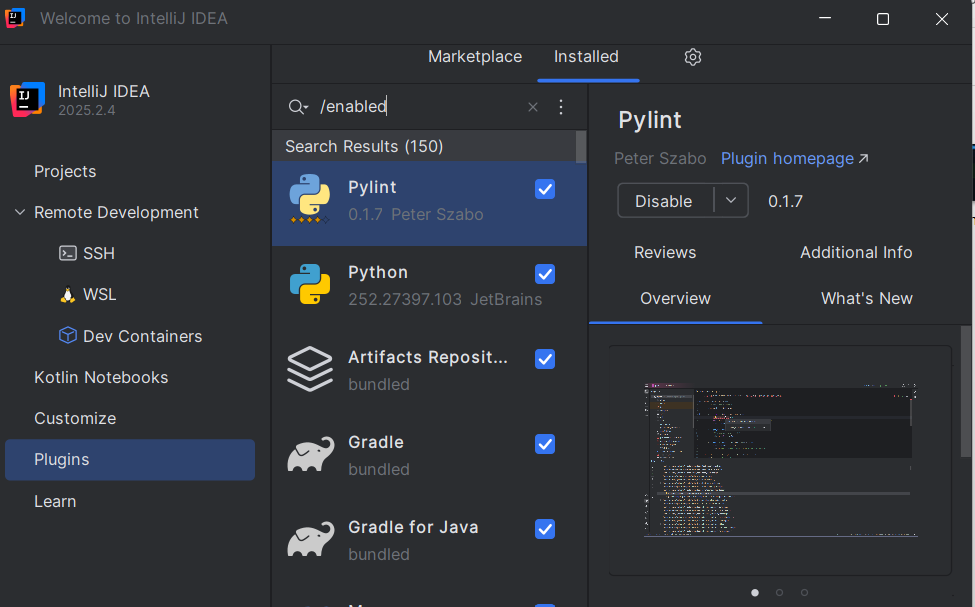 Welcome to IntelliJ IDEA
IntelliJ IDEA
2025.2.4
Projects
Remote Development
SSH
WSL
Dev Containers
Kotlin Notebooks
Customize
Plugins
Learn
Marketplace
Installed
/enabled
Search Results (150)
Pylint
0.1.7 Peter Szabo
Python
252.27397.103 JetBrains
Artifacts Reposit...
bundled
Gradle
bundled
Gradle for Java
bundled
Pylint
Peter Szabo Plugin homepage
Disable 0.1.7
Reviews Additional Info
Overview What's New